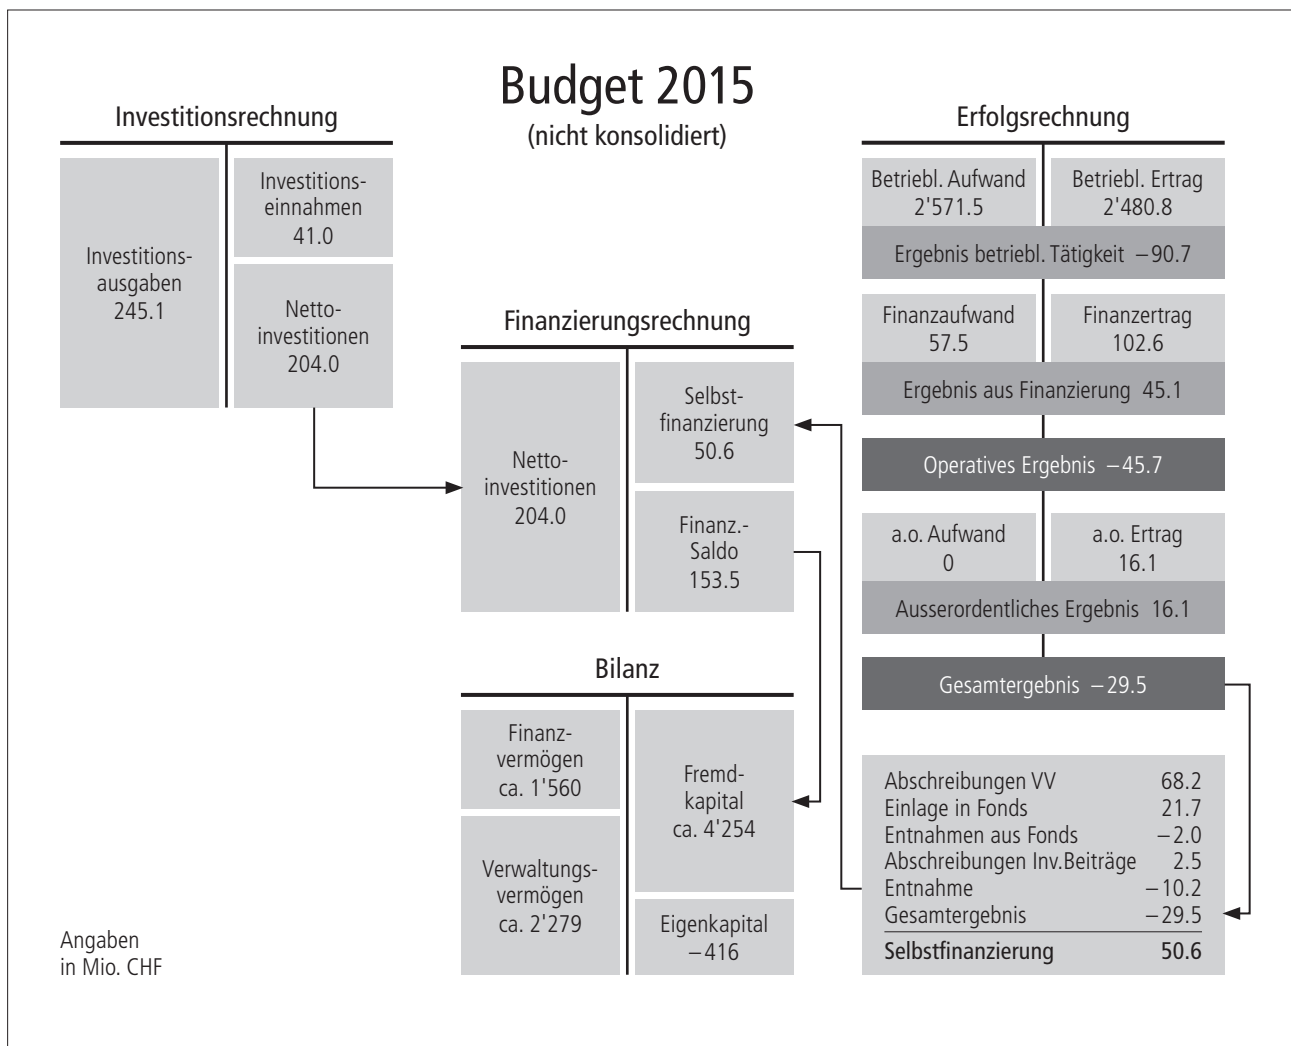 Budget 2015
(nicht konsolidiert)
Investitionsrechnung
Investitions-
ausgaben
245.1
Investitions-
einnahmen
41.0
Netto-
investitionen
204.0
Finanzierungsrechnung
Netto-
investitionen
204.0
Selbst-
finanzierung
50.6
Finanz.-
Saldo
153.5
Bilanz
Finanz-
vermögen
ca. 1'560
Verwaltungs-
vermögen
ca. 2'279
Fremd-
kapital
ca. 4'254
Eigenkapital
–416
Erfolgsrechnung
Betriebl. Aufwand
2'571.5
Betriebl. Ertrag
2'480.8
Ergebnis betriebl. Tätigkeit –90.7
Finanzaufwand
57.5
Finanzertrag
102.6
Ergebnis aus Finanzierung 45.1
Operatives Ergebnis –45.7
a.o. Aufwand
0
a.o. Ertrag
16.1
Ausserordentliches Ergebnis 16.1
Gesamtergebnis –29.5
Abschreibungen VV 68.2
Einlage in Fonds 21.7
Entnahmen aus Fonds –2.0
Abschreibungen Inv.Beiträge 2.5
Entnahme –10.2
Gesamtergebnis –29.5
Selbstfinanzierung 50.6
Angaben
in Mio. CHF